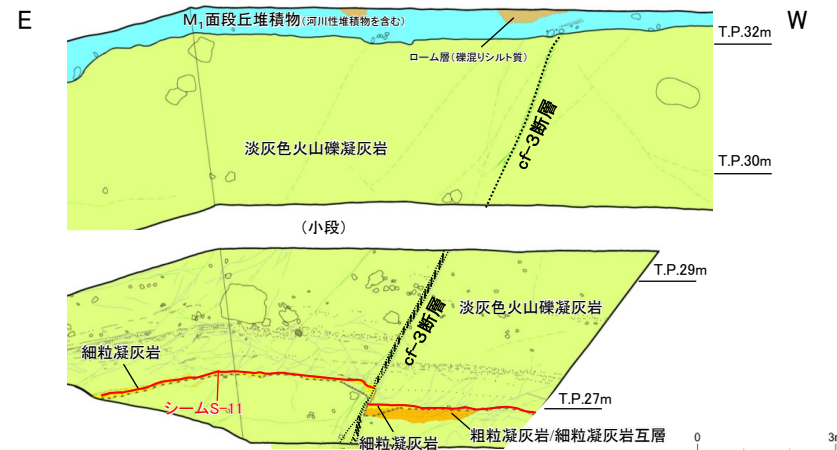 E
W
M₁面段丘堆積物(河川性堆積物を含む)
ローム層(礫混りシルト質)
T.P.32m
cf-3断層
淡灰色火山礫凝灰岩
T.P.30m
(小段)
T.P.29m
cf-3断層
淡灰色火山礫凝灰岩
細粒凝灰岩
シームS-11
T.P.27m
細粒凝灰岩
粗粒凝灰岩/細粒凝灰岩互層
0